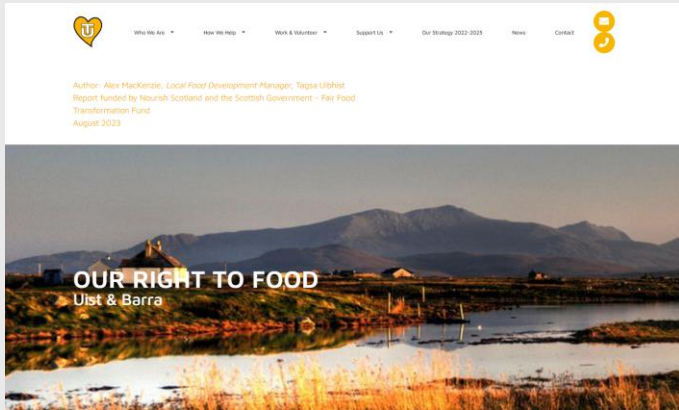 TU
Who We Are
How We Help
Work & Volunteer
Support Us
Our Strategy 2022-2025
News
Contact
Author: Alex MacKenzie, Local Food Development Manager, Tagsa Uibhist
Report funded by Nourish Scotland and the Scottish Government - Fair Food
Transformation Fund
August 2023
OUR RIGHT TO FOOD
Uist & Barra